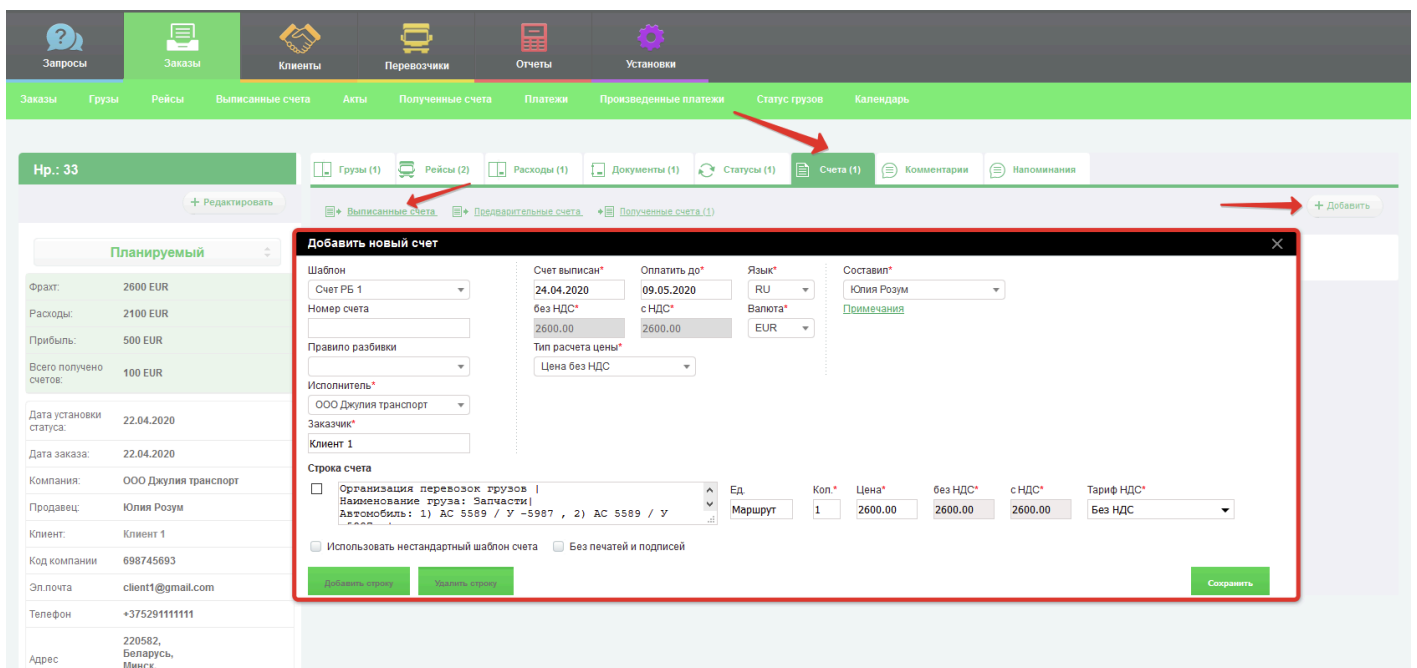 Запросы
Заказы
Клиенты
Перевозчики
Отчеты
Установки
Заказы Грузы Рейсы Выписанные счета Акты Полученные счета Платежи Произведенные платежи Статус грузов Календарь
Нр.: 33
+ Редактировать
Планируемый
Фрахт: 2600 EUR
Расходы: 2100 EUR
Прибыль: 500 EUR
Всего получено
счетов: 100 EUR
Дата установки
статуса: 22.04.2020
Дата заказа: 22.04.2020
Компания: ООО Джулия транспорт
Продавец: Юлия Розум
Клиент: Клиент 1
Код компании 698745693
Эл.почта client1@gmail.com
Телефон +375291111111
Адрес
220582,
Беларусь,
Минск,
Грузы (1) Рейсы (2) Расходы (1) Документы (1) Статусы (1) Счета (1) Комментарии Напоминания
Выписанные счета Предварительные счета Полученные счета (1)
+ Добавить
Добавить новый счет
Шаблон Счет выписан* Оплатить до* Язык* Составил*
Счет РБ 1 24.04.2020 09.05.2020 RU Юлия Розум
Номер счета без НДС* с НДС* Валюта* Примечания
2600.00 2600.00 EUR
Правило разбивки Тип расчета цены*
Цена без НДС
Исполнитель*
ООО Джулия транспорт
Заказчик*
Клиент 1
Строка счета
Организация перевозок грузов |
Наименование груза: Запчасти|
Автомобиль: 1) АС 5589 / У -5987 , 2) АС 5589 / У
Ед. Кол.* Цена* без НДС* с НДС* Тариф НДС*
Маршрут 1 2600.00 2600.00 2600.00 Без НДС
Использовать нестандартный шаблон счета Без печатей и подписей
Добавить строку Удалить строку Сохранить